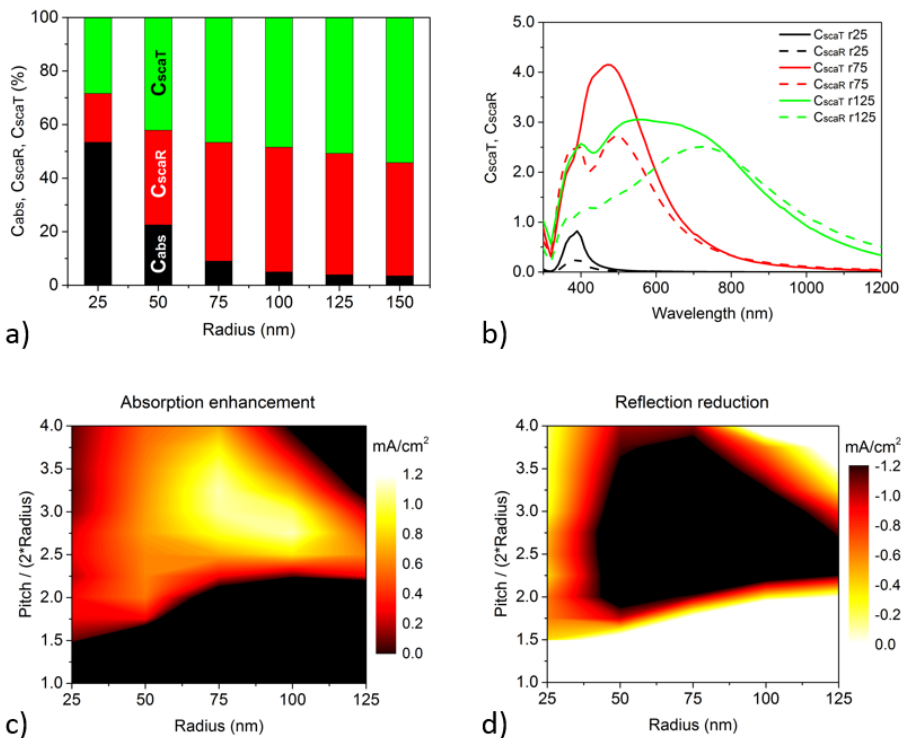 100
80
60
40
20
0
Cabs, CscaR, CscaT (%)
CscaT
CscaR
Cabs
25 50 75 100 125 150
Radius (nm)
a)
5.0
4.0
3.0
2.0
1.0
0.0
CscaT, CscaR
CscaT r25
CscaR r25
CscaT r75
CscaR r75
CscaT r125
CscaR r125
400 600 800 1000 1200
Wavelength (nm)
b)
Absorption enhancement
4.0
3.5
3.0
2.5
2.0
1.5
1.0
Pitch / (2*Radius)
25 50 75 100 125
Radius (nm)
mA/cm²
1.2
1.0
0.8
0.6
0.4
0.2
0.0
c)
Reflection reduction
4.0
3.5
3.0
2.5
2.0
1.5
1.0
Pitch / (2*Radius)
25 50 75 100 125
Radius (nm)
mA/cm²
-1.2
-1.0
-0.8
-0.6
-0.4
-0.2
0.0
d)